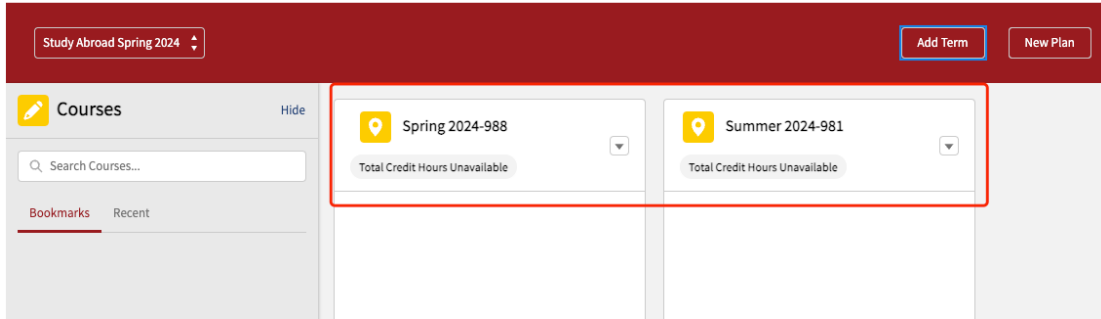 Study Abroad Spring 2024
Add Term
New Plan
Courses
Hide
Search Courses...
Bookmarks
Recent
Spring 2024-988
Total Credit Hours Unavailable
Summer 2024-981
Total Credit Hours Unavailable